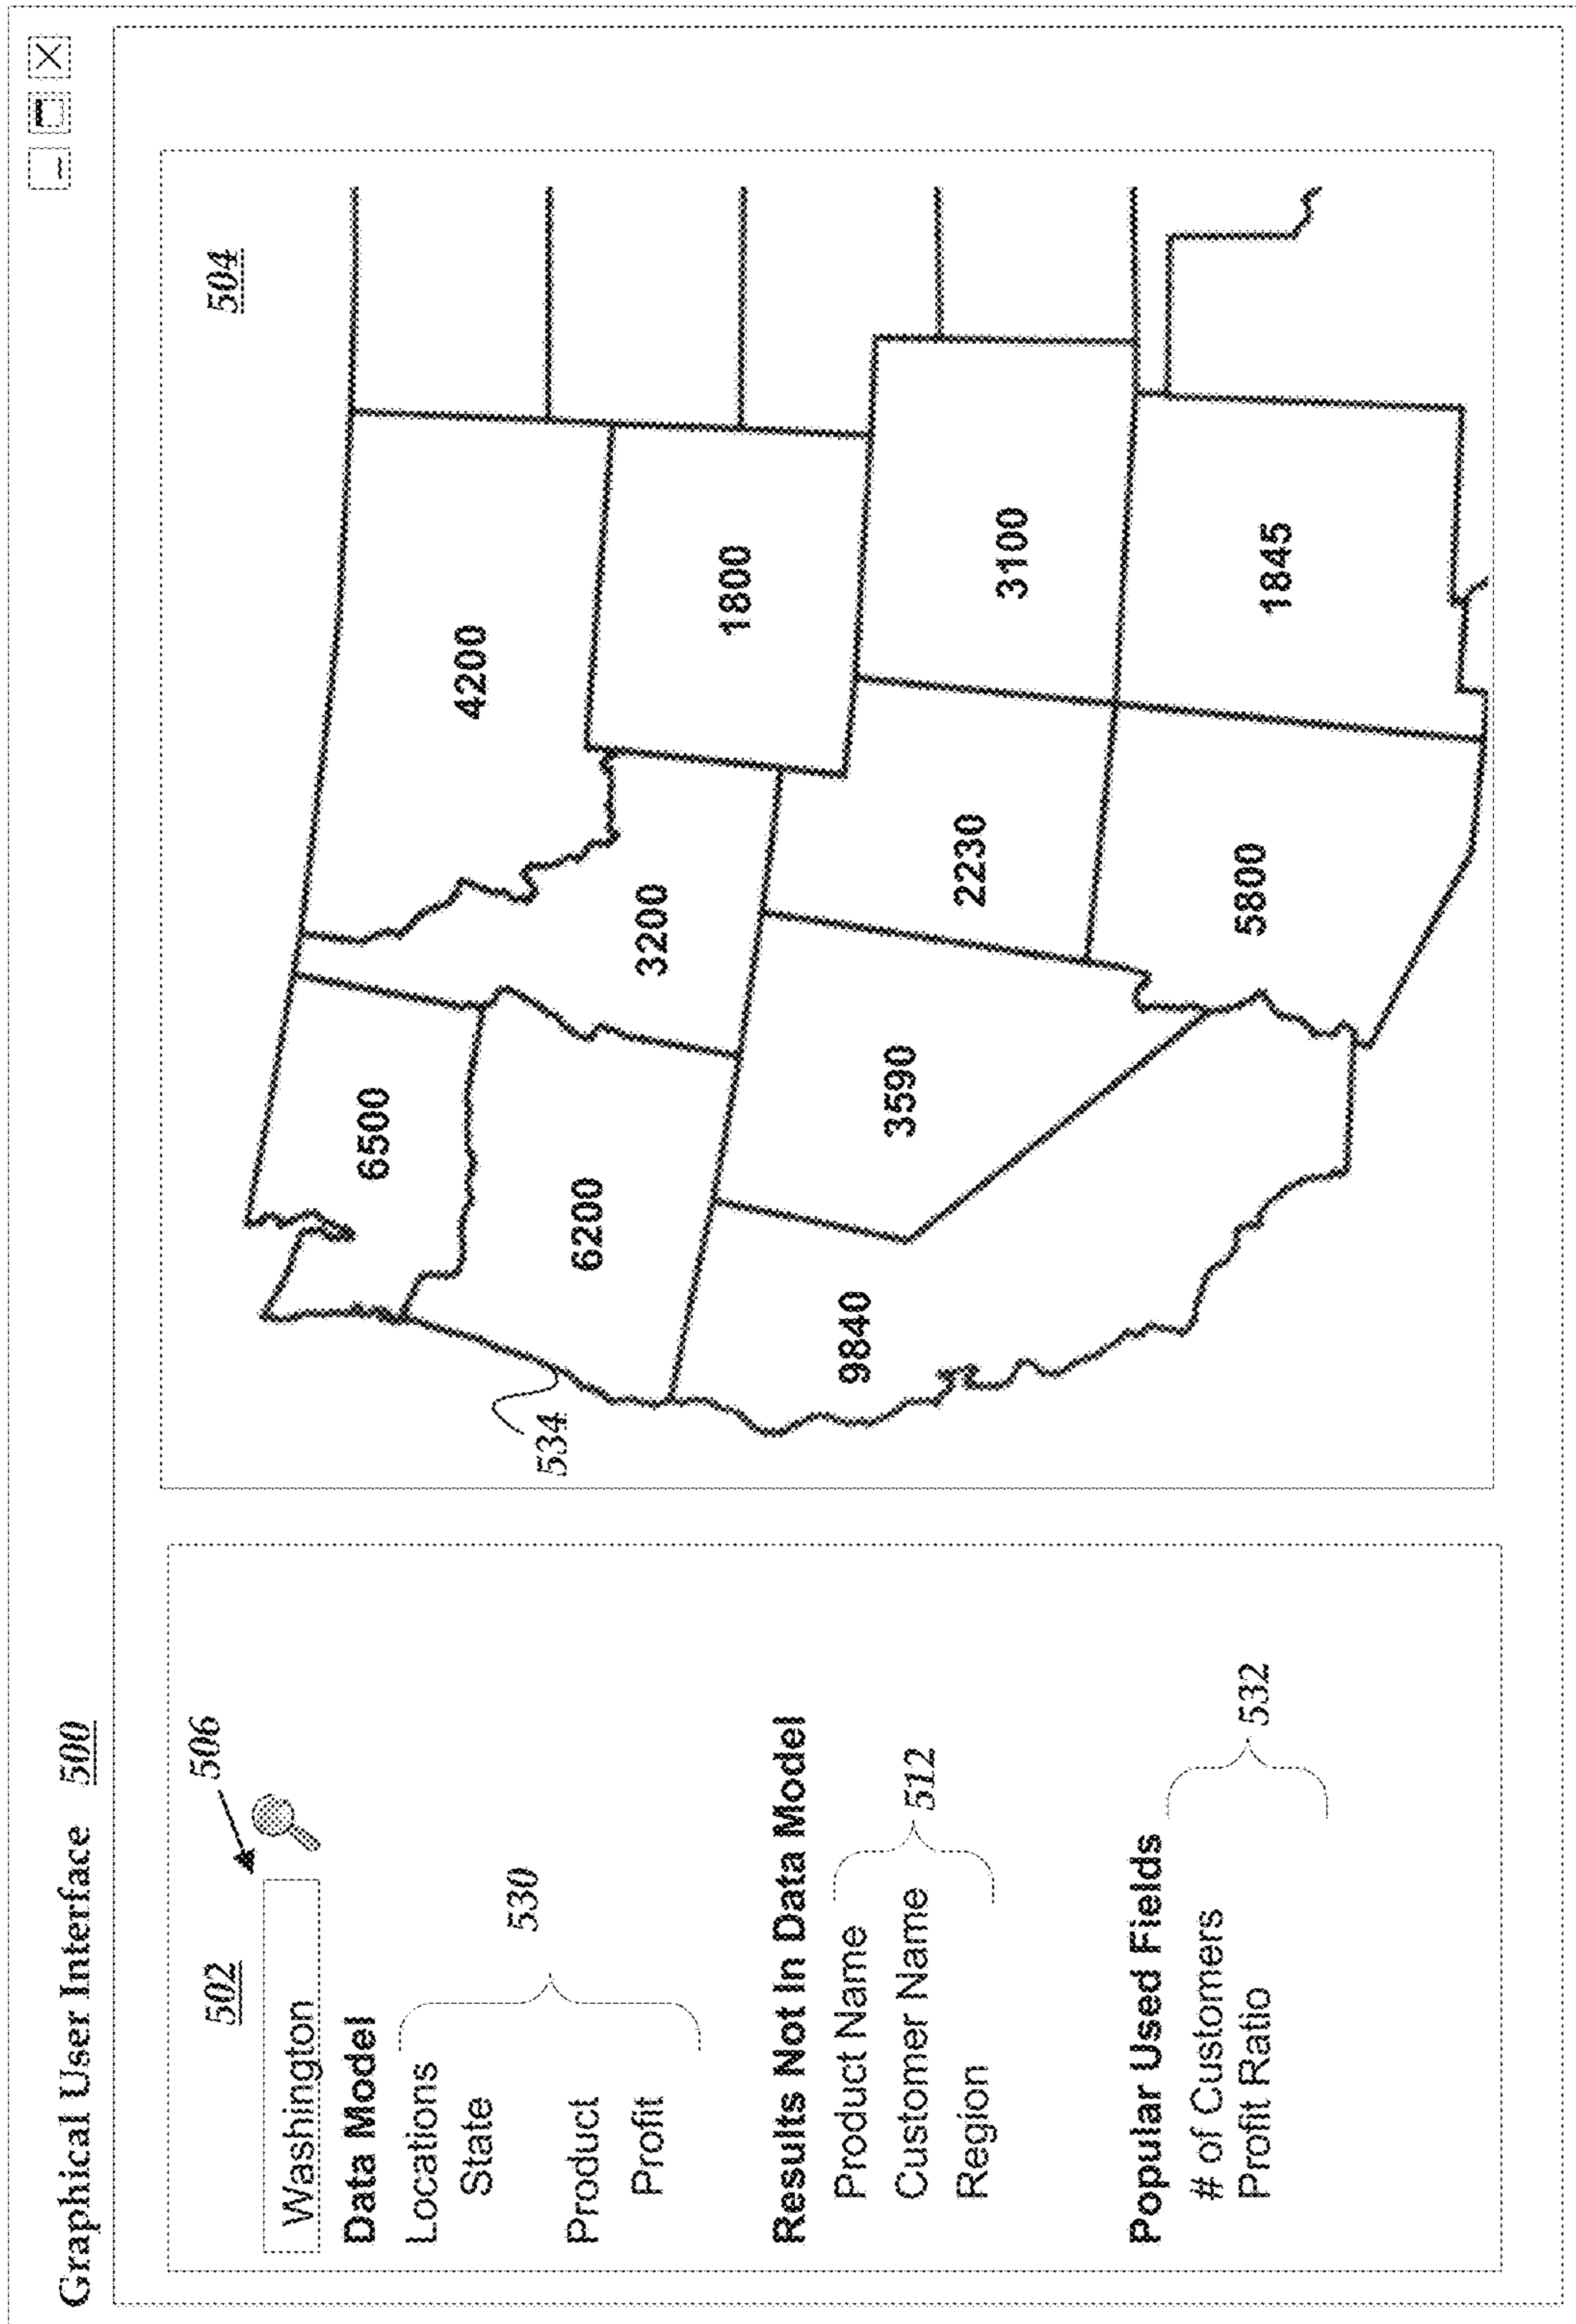 Graphical User Interface 500
502
506
Washington
Data Model
Locations
State
Product
Profit
530
Results Not In Data Model
Product Name
Customer Name
Region
512
Popular Used Fields
# of Customers
Profit Ratio
532
504
534
6500
4200
6200
3200
1800
9840
3590
2230
3100
5800
1845